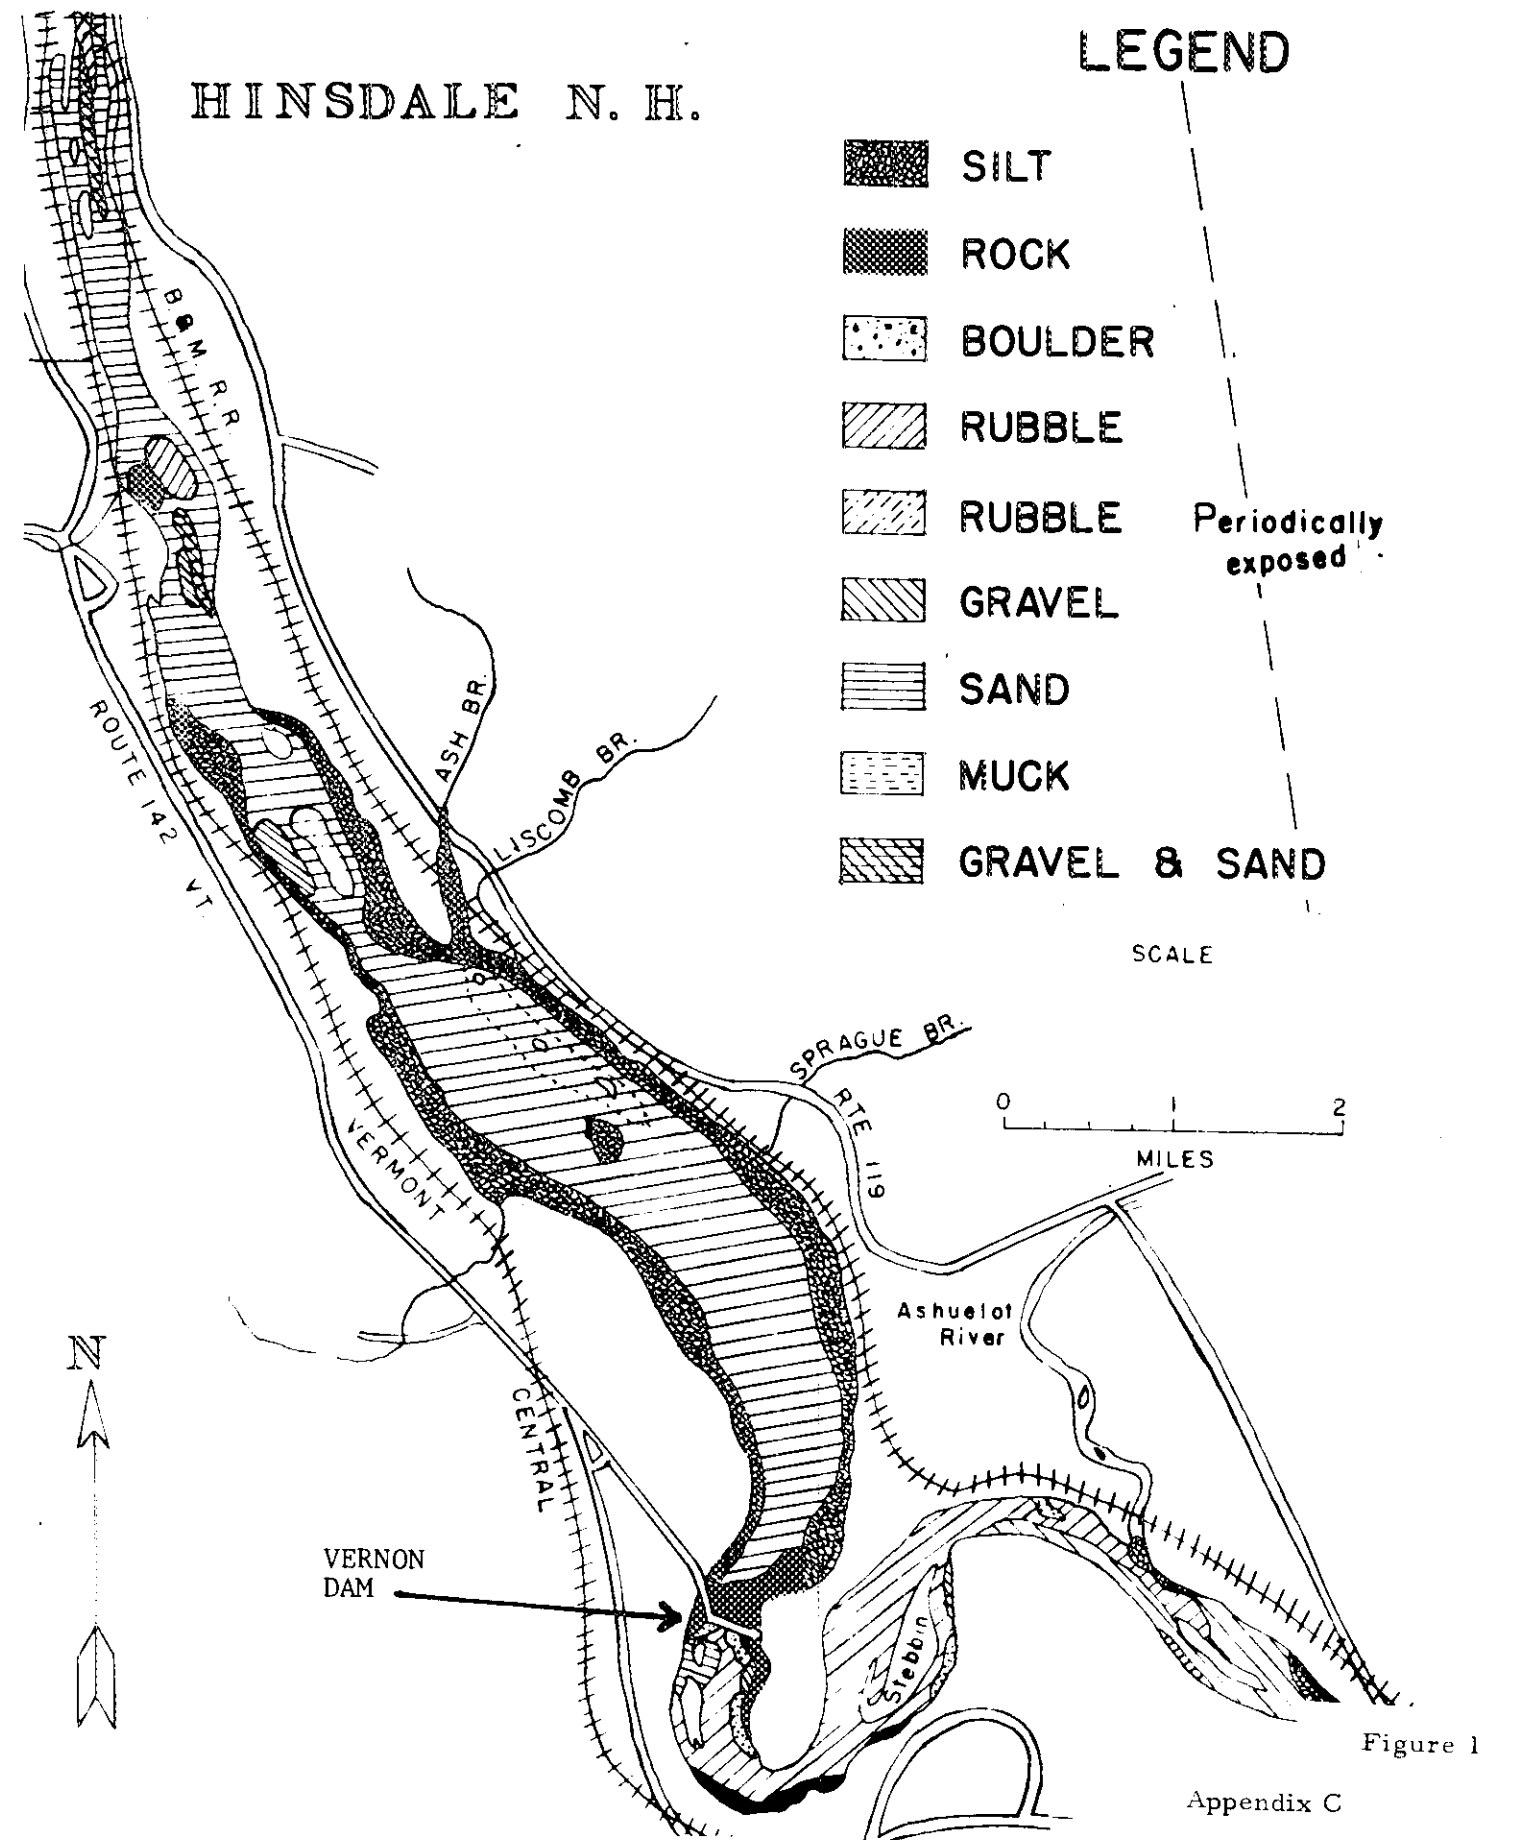 HINSDALE N. H.
LEGEND
SILT
ROCK
BOULDER
RUBBLE
RUBBLE Periodically
exposed
GRAVEL
SAND
MUCK
GRAVEL & SAND
SCALE
0 1 2
MILES
B & M R. R
ASH BR.
LISCOMB BR.
SPRAGUE BR.
RTE 119
ROUTE 142
VT.
VERMONT
CENTRAL
Ashuelot
River
Stebbin
N
VERNON
DAM
Figure 1
Appendix C